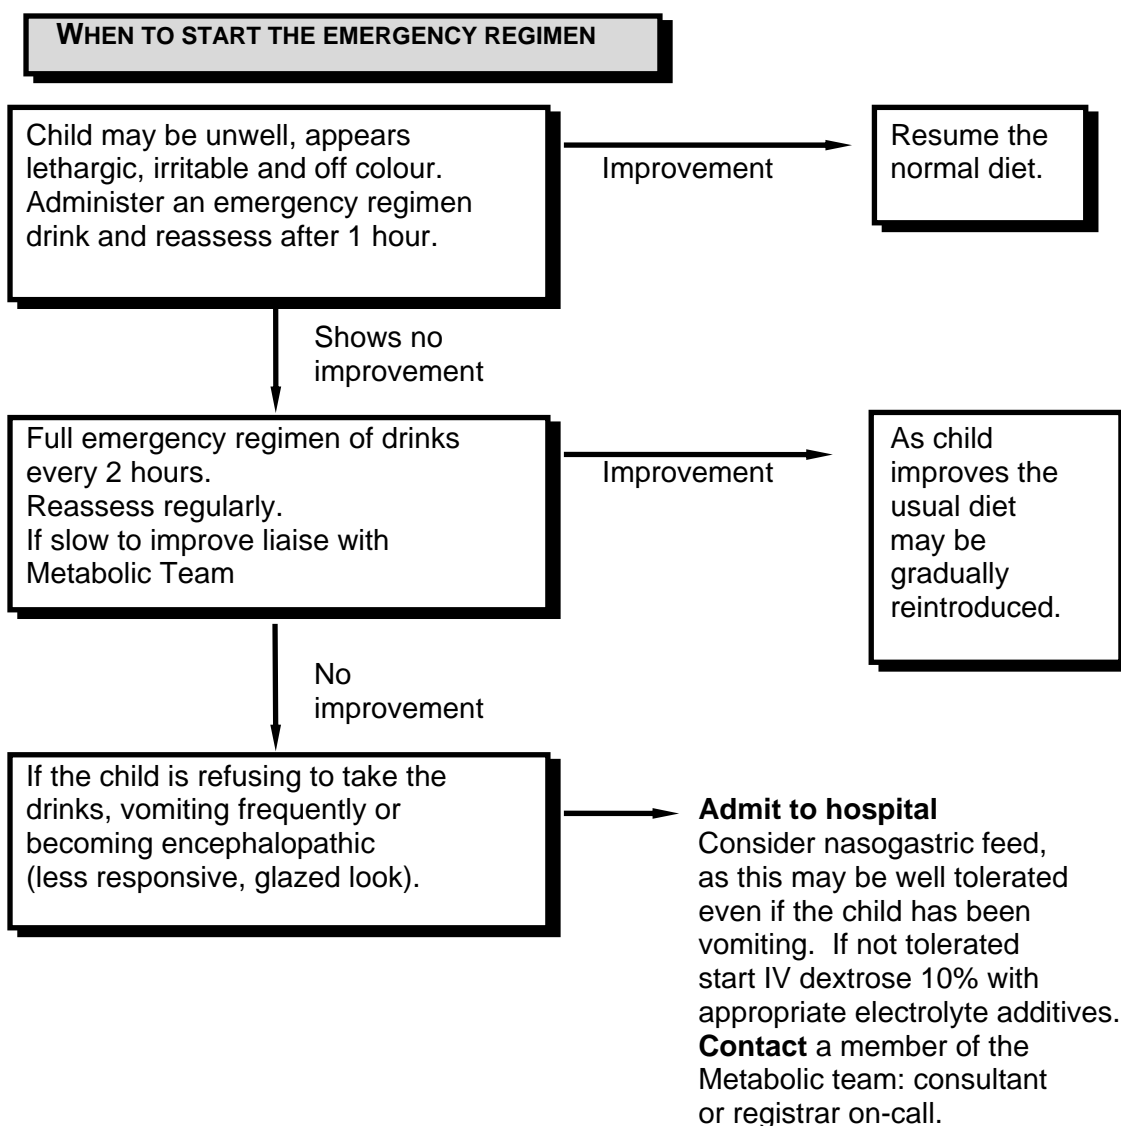 WHEN TO START THE EMERGENCY REGIMEN
Child may be unwell, appears
lethargic, irritable and off colour.
Administer an emergency regimen
drink and reassess after 1 hour.
Improvement
Resume the
normal diet.
Shows no
improvement
Full emergency regimen of drinks
every 2 hours.
Reassess regularly.
If slow to improve liaise with
Metabolic Team
Improvement
As child
improves the
usual diet
may be
gradually
reintroduced.
No
improvement
If the child is refusing to take the
drinks, vomiting frequently or
becoming encephalopathic
(less responsive, glazed look).
Admit to hospital
Consider nasogastric feed,
as this may be well tolerated
even if the child has been
vomiting.  If not tolerated
start IV dextrose 10% with
appropriate electrolyte additives.
Contact a member of the
Metabolic team: consultant
or registrar on-call.